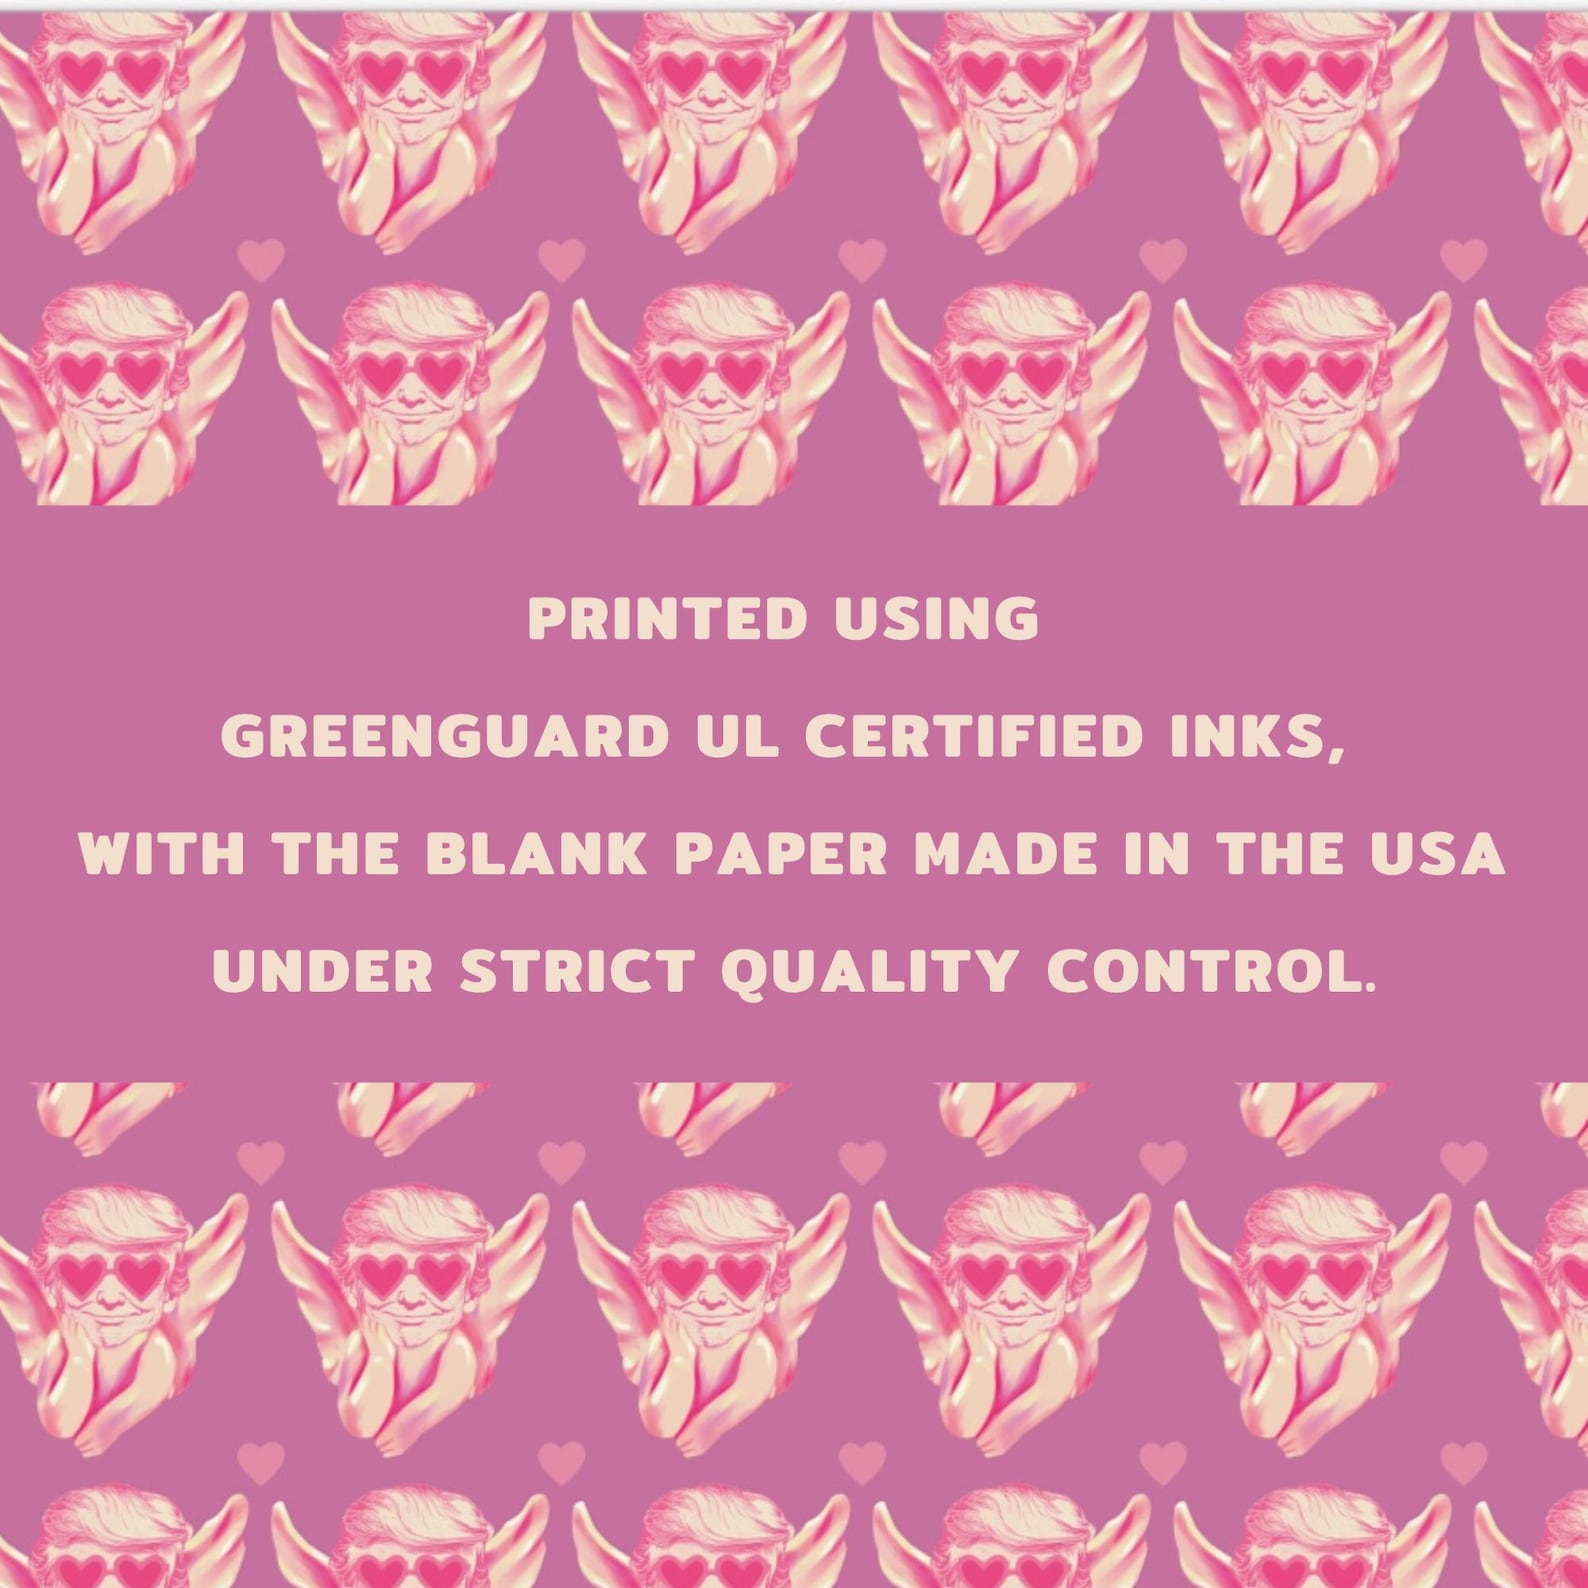 PRINTED USING
GREENGUARD UL CERTIFIED INKS,
WITH THE BLANK PAPER MADE IN THE USA
UNDER STRICT QUALITY CONTROL.